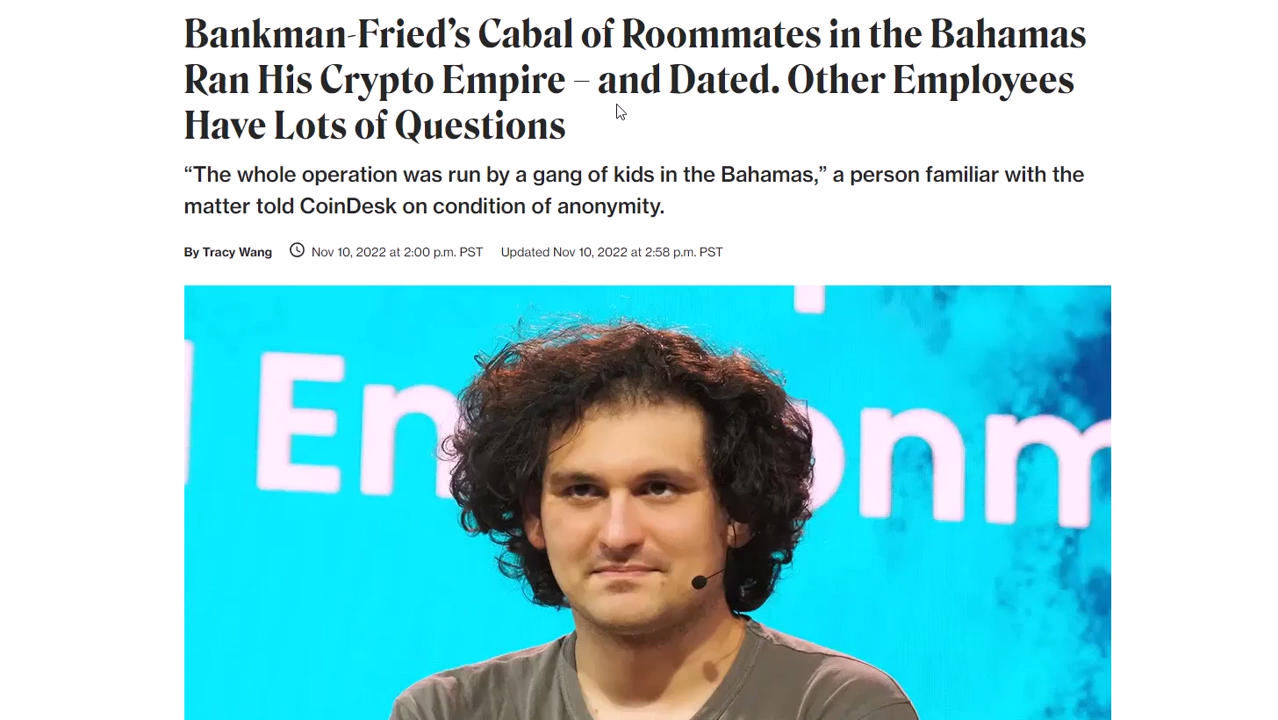 Bankman-Fried’s Cabal of Roommates in the Bahamas
Ran His Crypto Empire – and Dated. Other Employees
Have Lots of Questions
“The whole operation was run by a gang of kids in the Bahamas,” a person familiar with the
matter told CoinDesk on condition of anonymity.
By Tracy Wang Nov 10, 2022 at 2:00 p.m. PST Updated Nov 10, 2022 at 2:58 p.m. PST